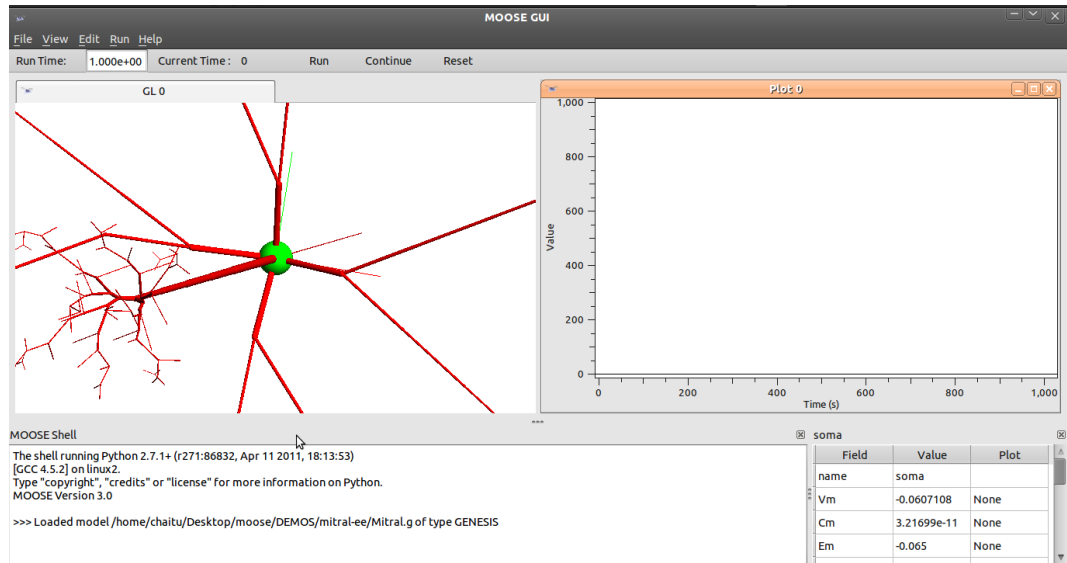 MOOSE GUI
File View Edit Run Help
Run Time: 1.000e+00 Current Time : 0 Run Continue Reset
GL 0
Plot 0
1,000
800
600
400
200
0
Value
0 200 400 600 800 1,000
Time (s)
MOOSE Shell
The shell running Python 2.7.1+ (r271:86832, Apr 11 2011, 18:13:53)
[GCC 4.5.2] on linux2.
Type "copyright", "credits" or "license" for more information on Python.
MOOSE Version 3.0
>>> Loaded model /home/chaitu/Desktop/moose/DEMOS/mitral-ee/Mitral.g of type GENESIS
soma
Field Value Plot
name soma
Vm -0.0607108 None
Cm 3.21699e-11 None
Em -0.065 None